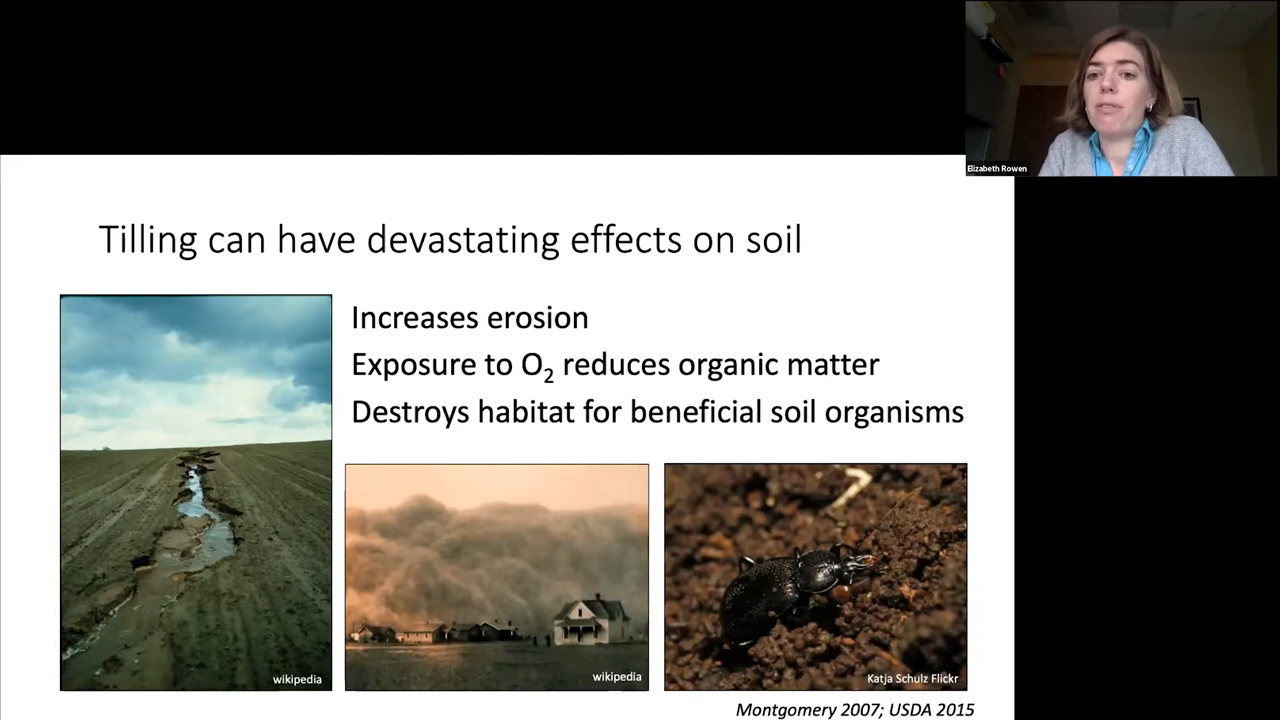 Elizabeth Rowen
Tilling can have devastating effects on soil
Increases erosion
Exposure to O₂ reduces organic matter
Destroys habitat for beneficial soil organisms
wikipedia
wikipedia
Katja Schulz Flickr
Montgomery 2007; USDA 2015